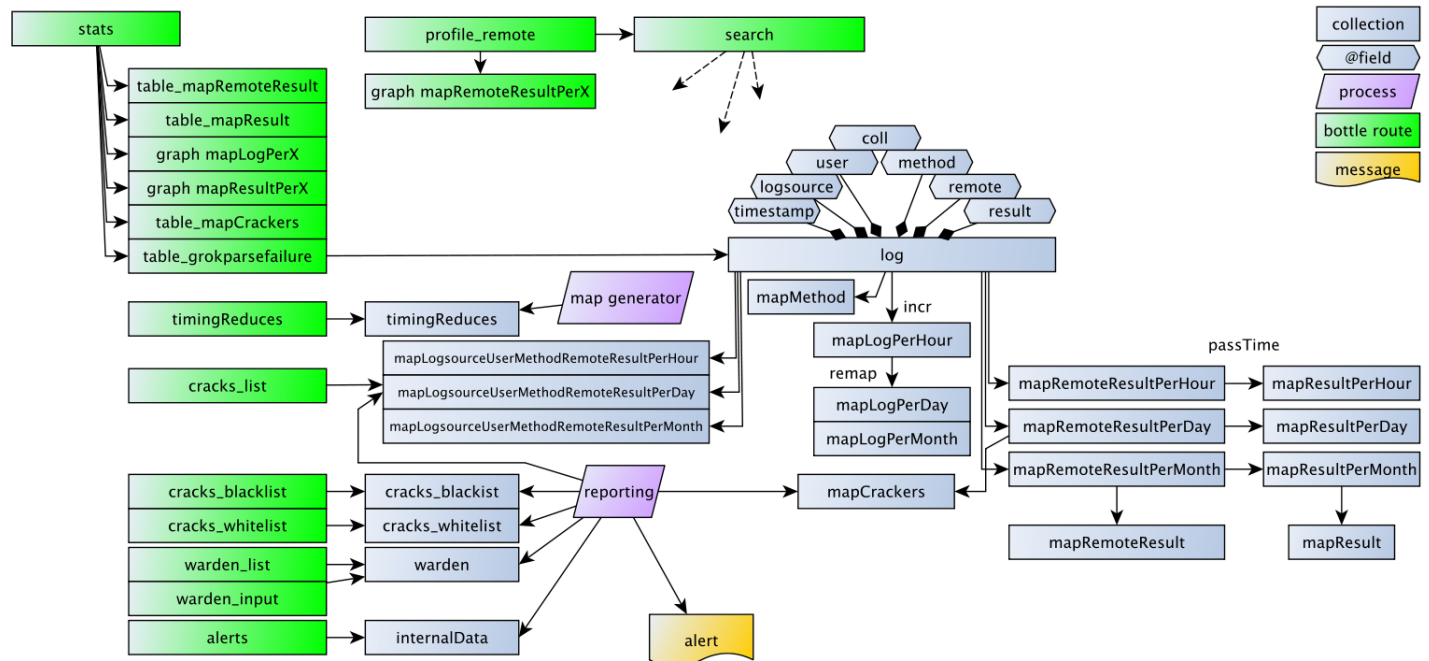 stats
profile_remote
search
collection
@field
process
bottle route
message
table_mapRemoteResult
graph mapRemoteResultPerX
table_mapResult
graph mapLogPerX
graph mapResultPerX
table_mapCrackers
table_grokparsefailure
coll
user
method
logsource
remote
timestamp
result
log
map generator
mapMethod
incr
timingReduces
timingReduces
mapLogPerHour
passTime
mapLogsourceUserMethodRemoteResultPerHour
remap
cracks_list
mapLogsourceUserMethodRemoteResultPerDay
mapLogPerDay
mapRemoteResultPerHour
mapResultPerHour
mapLogsourceUserMethodRemoteResultPerMonth
mapLogPerMonth
mapRemoteResultPerDay
mapResultPerDay
mapRemoteResultPerMonth
mapResultPerMonth
cracks_blacklist
cracks_blackist
reporting
mapCrackers
cracks_whitelist
cracks_whitelist
mapRemoteResult
mapResult
warden_list
warden
warden_input
alerts
internalData
alert